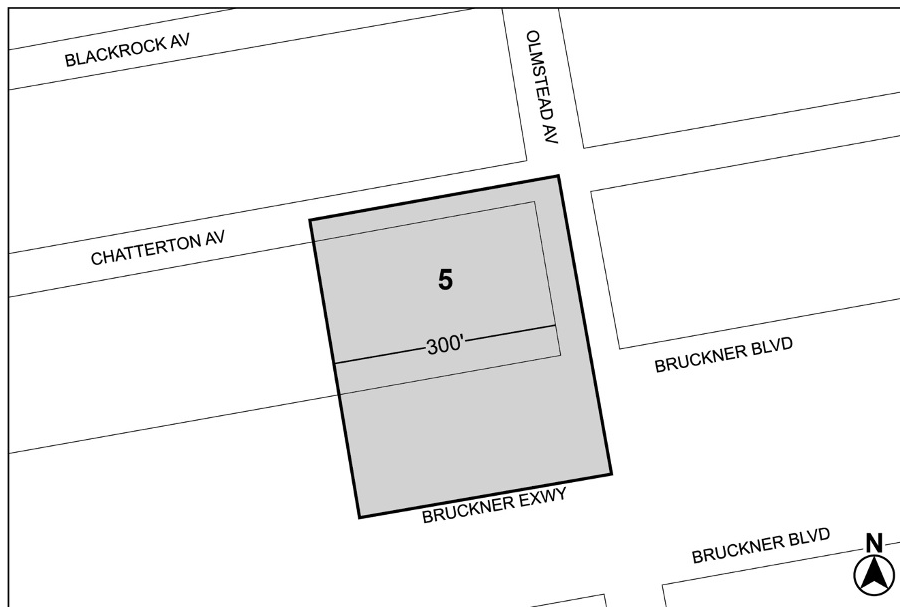 BLACKROCK AV
OLMSTEAD AV
CHATTERTON AV
5
300'
BRUCKNER BLVD
BRUCKNER EXWY
BRUCKNER BLVD
N